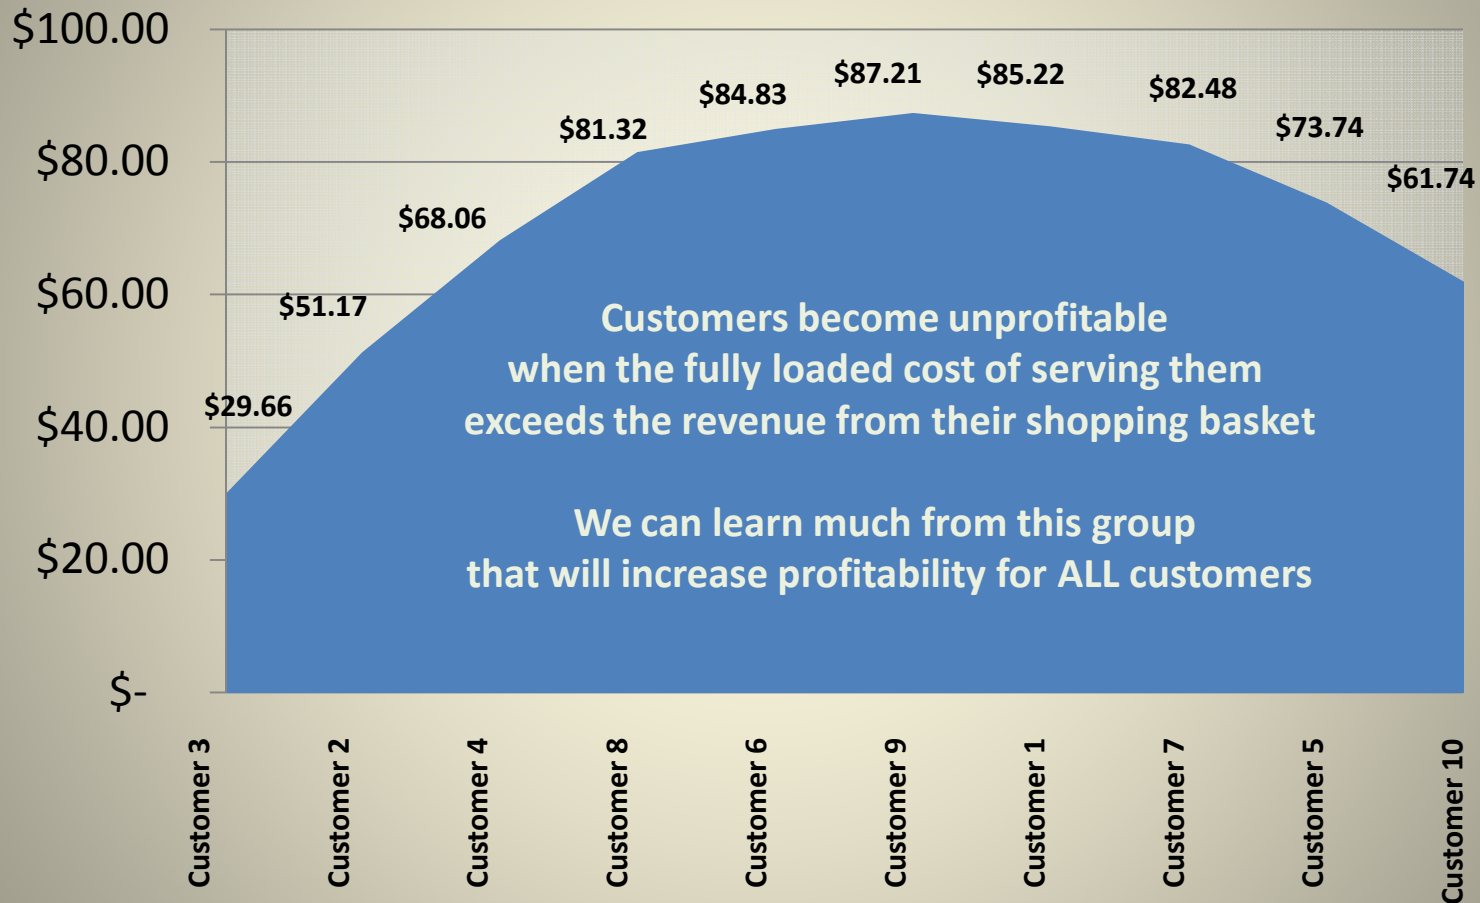 $100.00
$80.00
$60.00
$40.00
$20.00
$-
$29.66
$51.17
$68.06
$81.32
$84.83
$87.21
$85.22
$82.48
$73.74
$61.74
Customers become unprofitable
when the fully loaded cost of serving them
exceeds the revenue from their shopping basket
We can learn much from this group
that will increase profitability for ALL customers
Customer 3
Customer 2
Customer 4
Customer 8
Customer 6
Customer 9
Customer 1
Customer 7
Customer 5
Customer 10